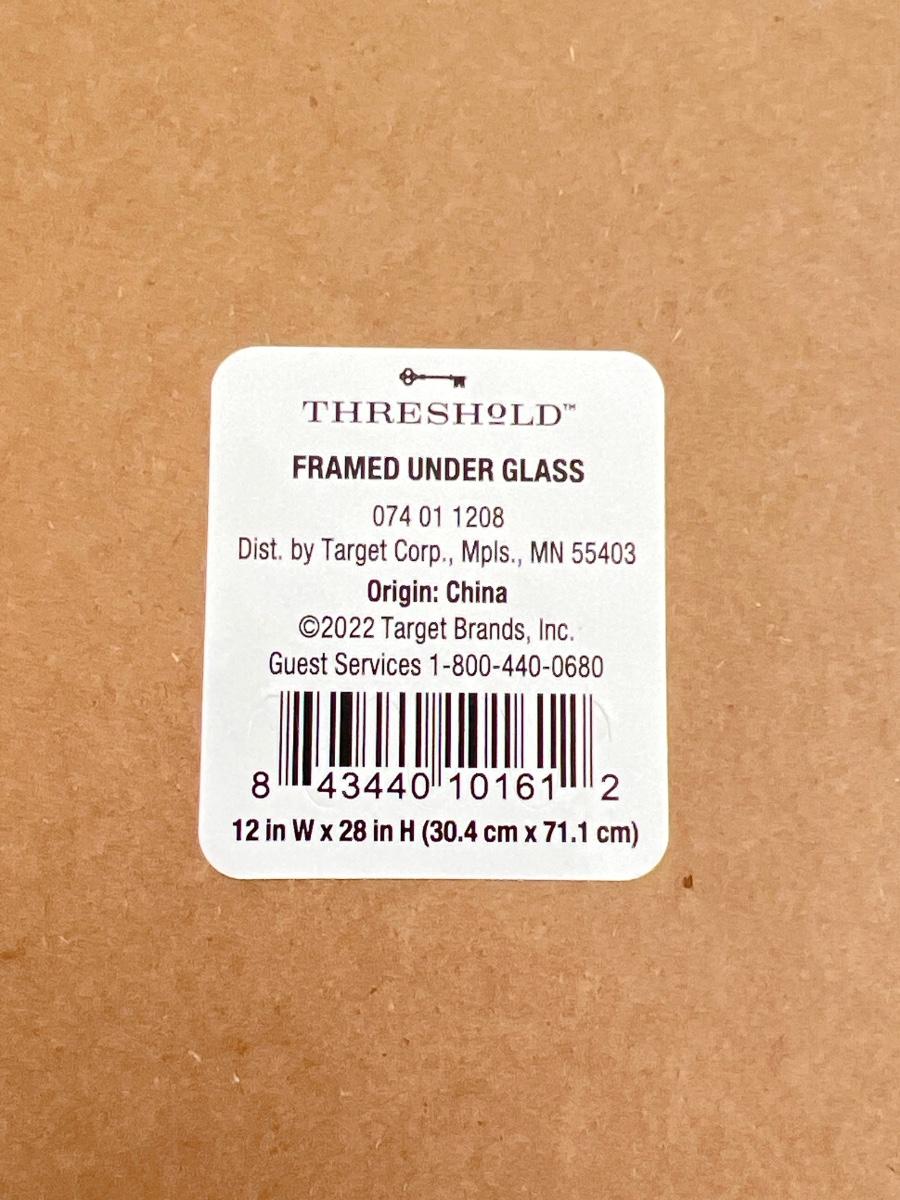 THRESHOLD™
FRAMED UNDER GLASS
074 01 1208
Dist. by Target Corp., Mpls., MN 55403
Origin: China
©2022 Target Brands, Inc.
Guest Services 1-800-440-0680
8 43440 10161 2
12 in W x 28 in H (30.4 cm x 71.1 cm)